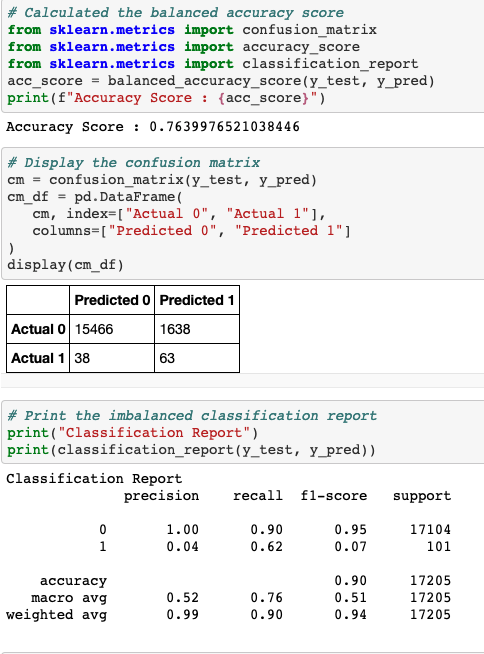 # Calculated the balanced accuracy score
from sklearn.metrics import confusion_matrix
from sklearn.metrics import accuracy_score
from sklearn.metrics import classification_report
acc_score = balanced_accuracy_score(y_test, y_pred)
print(f"Accuracy Score : {acc_score}")
Accuracy Score : 0.7639976521038446
# Display the confusion matrix
cm = confusion_matrix(y_test, y_pred)
cm_df = pd.DataFrame(
    cm, index=["Actual 0", "Actual 1"],
    columns=["Predicted 0", "Predicted 1"]
)
display(cm_df)
Predicted 0 Predicted 1
Actual 0 15466 1638
Actual 1 38 63
# Print the imbalanced classification report
print("Classification Report")
print(classification_report(y_test, y_pred))
Classification Report
precision recall f1-score support
0 1.00 0.90 0.95 17104
1 0.04 0.62 0.07 101
accuracy 0.90 17205
macro avg 0.52 0.76 0.51 17205
weighted avg 0.99 0.90 0.94 17205